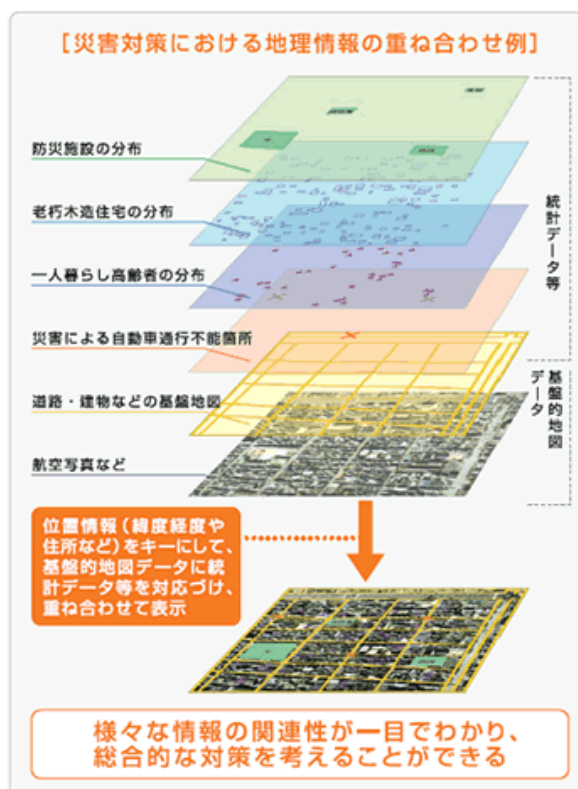 [災害対策における地理情報の重ね合わせ例]
防災施設の分布
老朽木造住宅の分布
一人暮らし高齢者の分布
災害による自動車通行不能箇所
道路・建物などの基盤地図
航空写真など
統計データ等
基盤的地図
データ
位置情報(緯度経度や
住所など)をキーにして、
基盤的地図データに統
計データ等を対応づけ、
重ね合わせて表示
様々な情報の関連性が一目でわかり、
総合的な対策を考えることができる